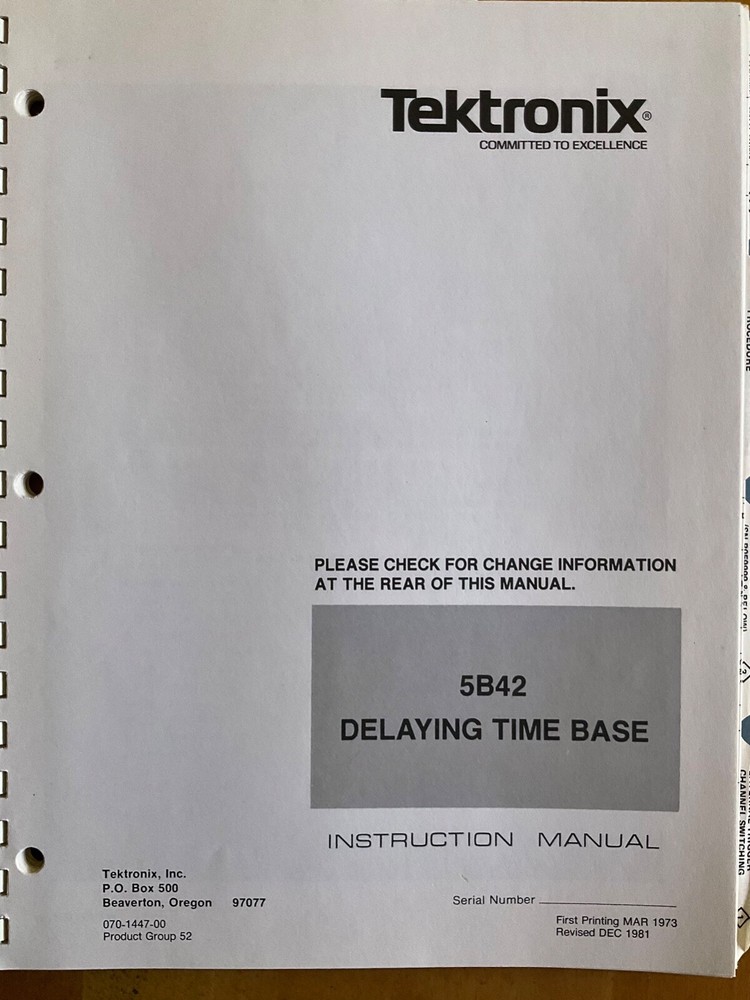 Tektronix®
COMMITTED TO EXCELLENCE
PLEASE CHECK FOR CHANGE INFORMATION
AT THE REAR OF THIS MANUAL.
5B42
DELAYING TIME BASE
INSTRUCTION MANUAL
Tektronix, Inc.
P.O. Box 500
Beaverton, Oregon 97077
070-1447-00
Product Group 52
Serial Number
First Printing MAR 1973
Revised DEC 1981
CHANNEL SWITCHING